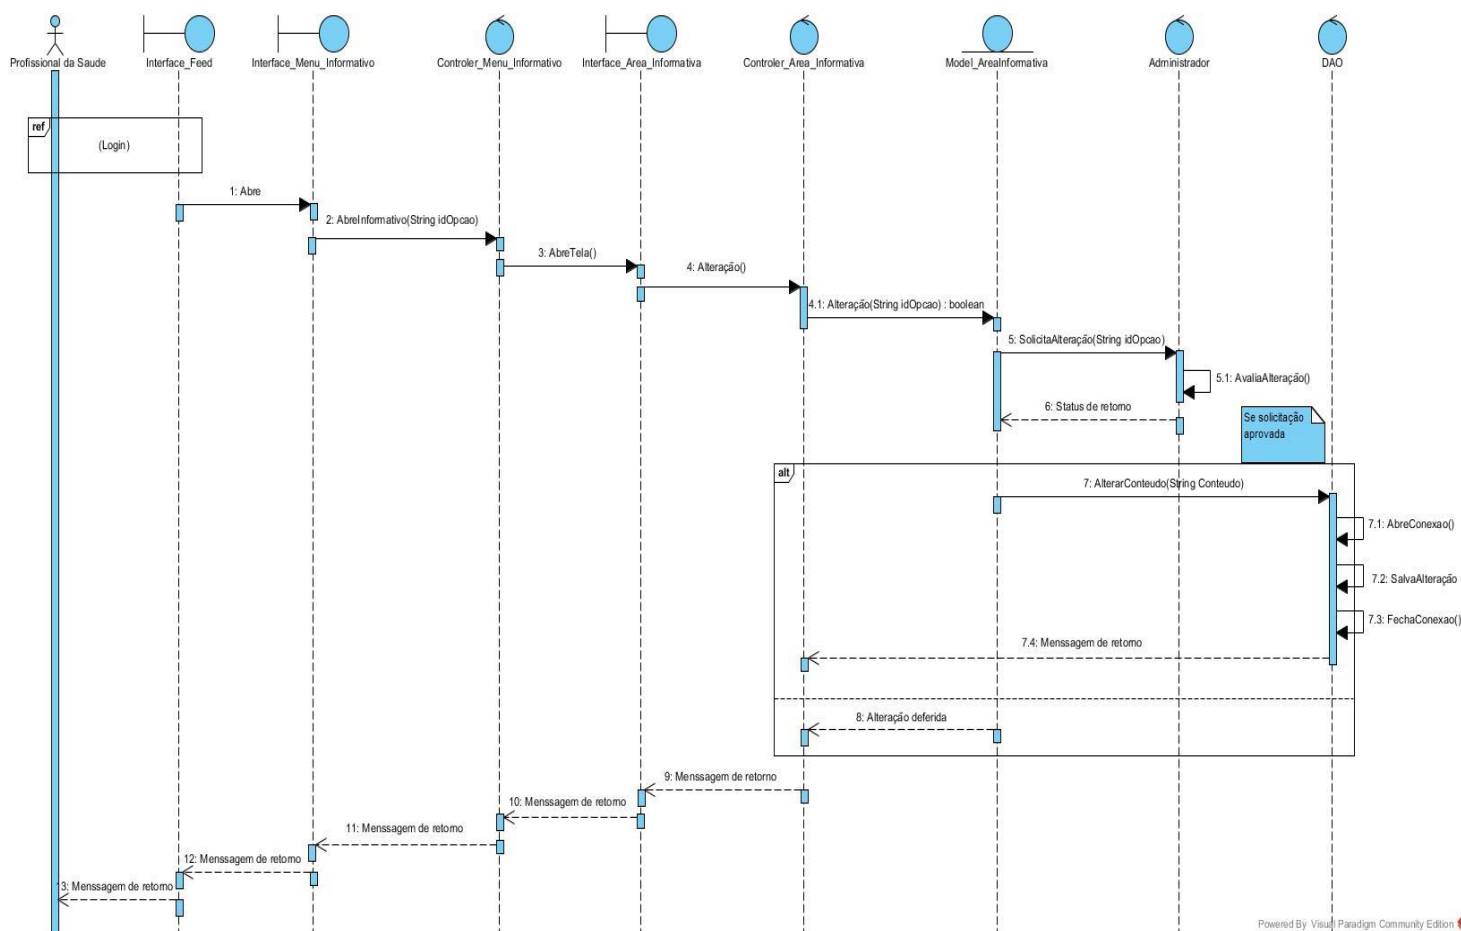 Profissional da Saude
Interface_Feed
Interface_Menu_Informativo
Controler_Menu_Informativo
Interface_Area_Informativa
Controler_Area_Informativa
Model_AreaInformativa
Administrador
DAO
ref
(Login)
1: Abre
2: AbreInformativo(String idOpcao)
3: AbreTela()
4: Alteração()
4.1: Alteração(String idOpcao) : boolean
5: SolicitaAlteração(String idOpcao)
5.1: AvaliaAlteração()
6: Status de retorno
Se solicitação
aprovada
alt
7: AlterarConteudo(String Conteudo)
7.1: AbreConexao()
7.2: SalvaAlteração
7.3: FechaConexao()
7.4: Menssagem de retorno
8: Alteração deferida
9: Menssagem de retorno
10: Menssagem de retorno
11: Menssagem de retorno
12: Menssagem de retorno
3: Menssagem de retorno
Powered By Visual Paradigm Community Edition